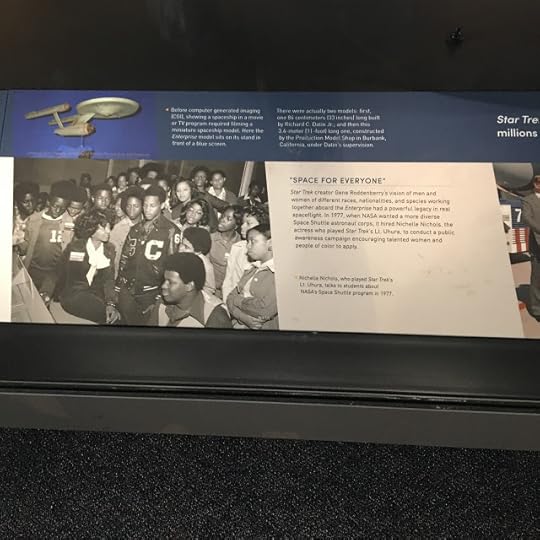 Before computer generated imaging
(CGI), showing a spaceship in a movie
or TV program required filming a
miniature spaceship model. Here the
Enterprise model sits on its stand in
front of a blue screen.
There were actually two models: first,
one 84 centimeters (33 inches) long built
by Richard C. Datin Jr.; and then this
3.4-meter (11-foot) long one, constructed
by the Production Model Shop in Burbank,
California, under Datin's supervision.
Star Tre
millions
"SPACE FOR EVERYONE"
Star Trek creator Gene Roddenberry's vision of men and
women of different races, nationalities, and species working
together aboard the Enterprise had a powerful legacy in real
spaceflight. In 1977, when NASA wanted a more diverse
Space Shuttle astronaut corps, it hired Nichelle Nichols, the
actress who played Star Trek's Lt. Uhura, to conduct a public
awareness campaign encouraging talented women and
people of color to apply.
Nichelle Nichols, who played Star Trek's
Lt. Uhura, talks to students about
NASA's Space Shuttle program in 1977.
12
C
7